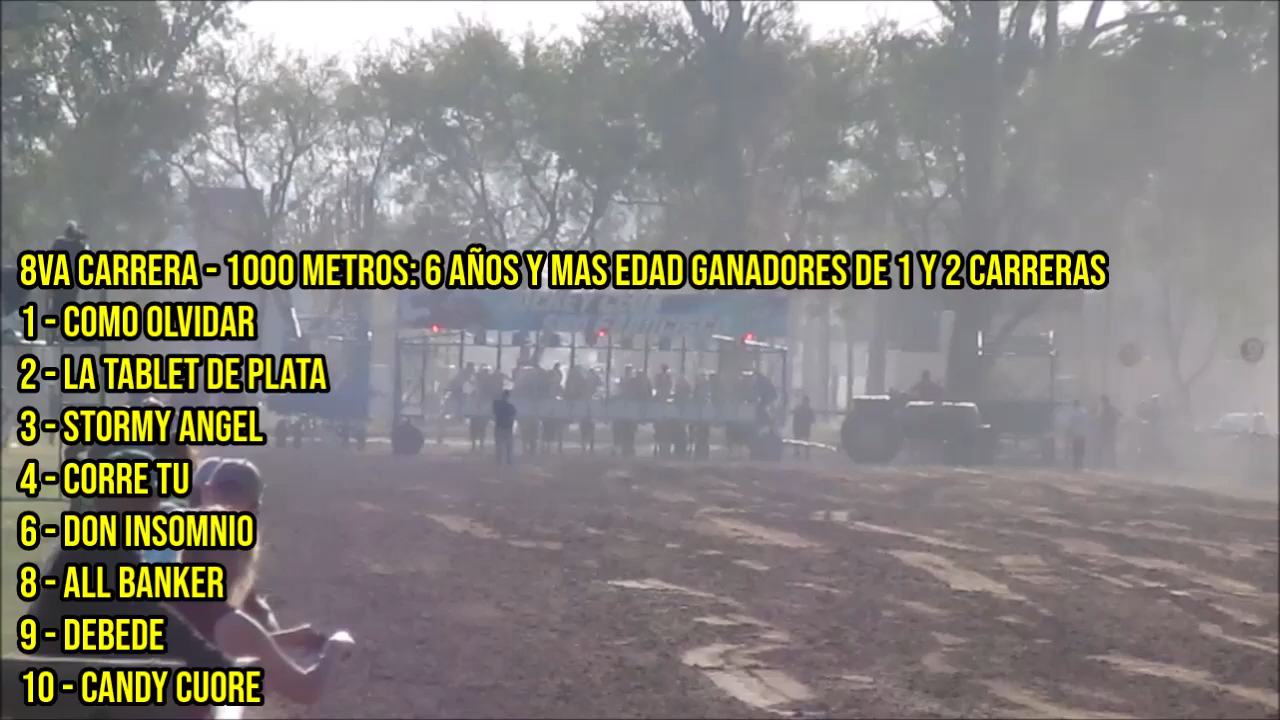 8VA CARRERA - 1000 METROS: 6 AÑOS Y MAS EDAD GANADORES DE 1 Y 2 CARRERAS
1 - COMO OLVIDAR
2 - LA TABLET DE PLATA
3 - STORMY ANGEL
4 - CORRE TU
6 - DON INSOMNIO
8 - ALL BANKER
9 - DEBEDE
10 - CANDY CUORE